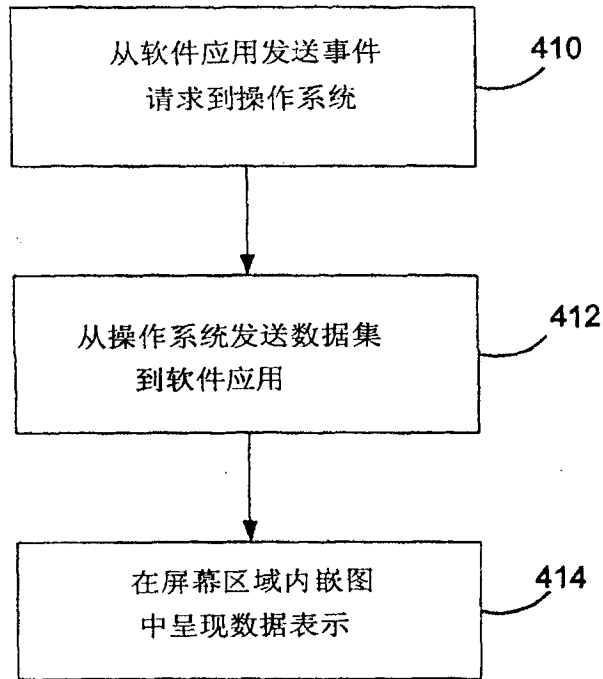 从软件应用发送事件
请求到操作系统
410
从操作系统发送数据集
到软件应用
412
在屏幕区域内嵌图
中呈现数据表示
414